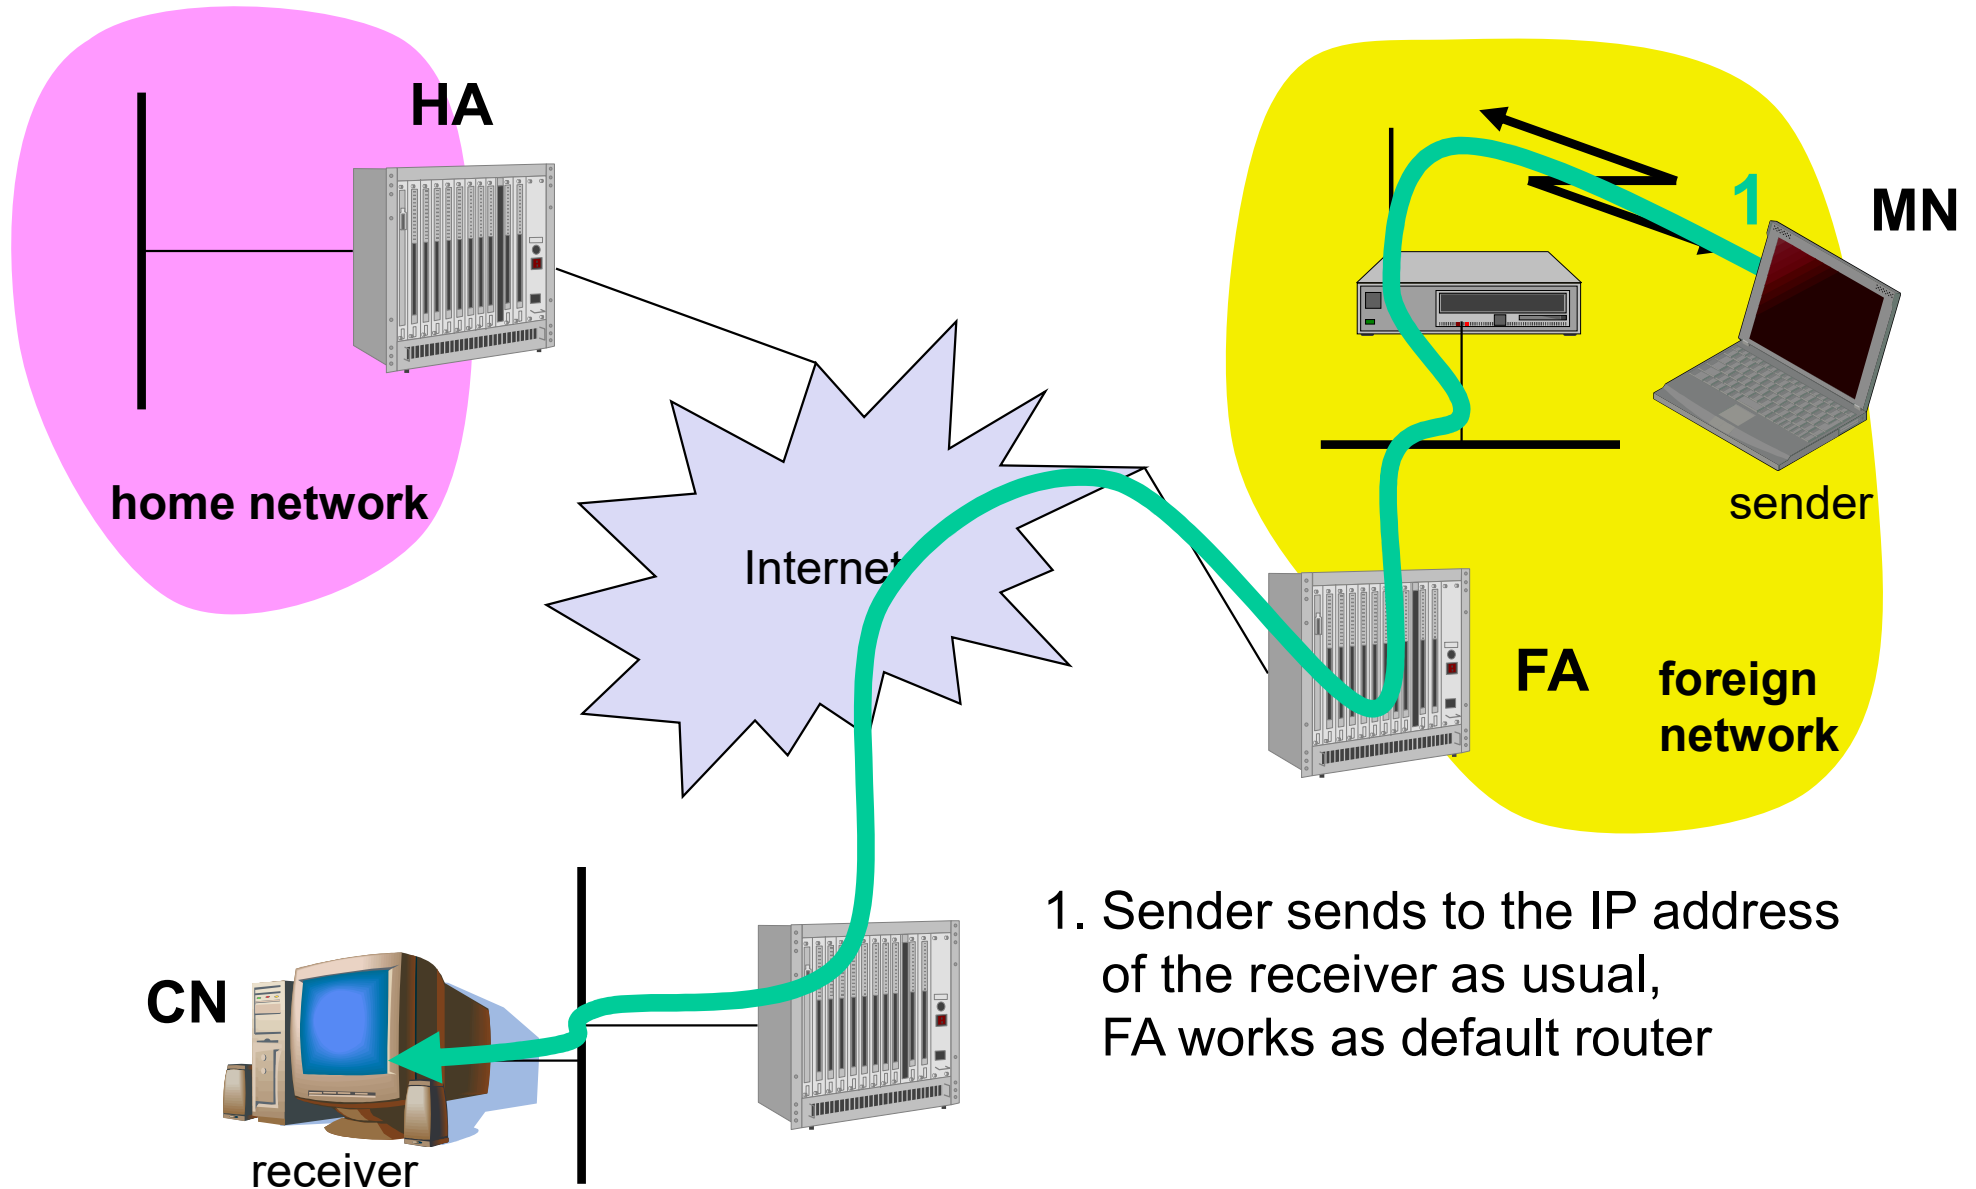 HA
1
MN
home network
sender
Internet
FA
foreign
network
1. Sender sends to the IP address
of the receiver as usual,
FA works as default router
CN
receiver